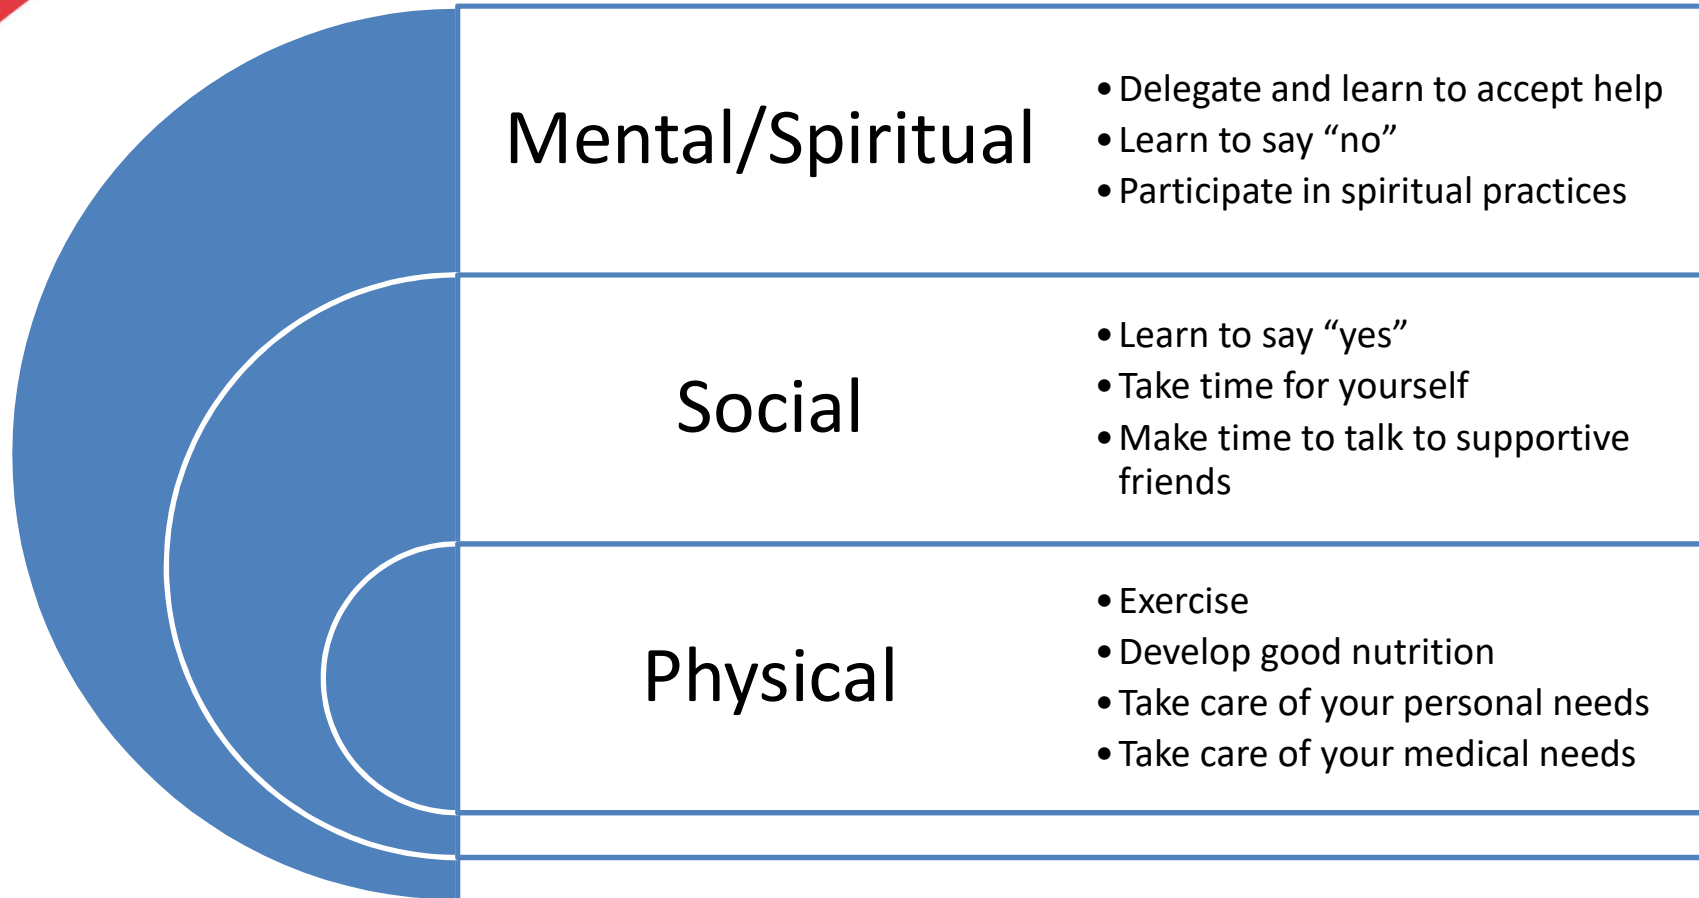 Mental/Spiritual
•Delegate and learn to accept help
•Learn to say “no”
•Participate in spiritual practices
Social
•Learn to say “yes”
•Take time for yourself
•Make time to talk to supportive
friends
Physical
•Exercise
•Develop good nutrition
•Take care of your personal needs
•Take care of your medical needs